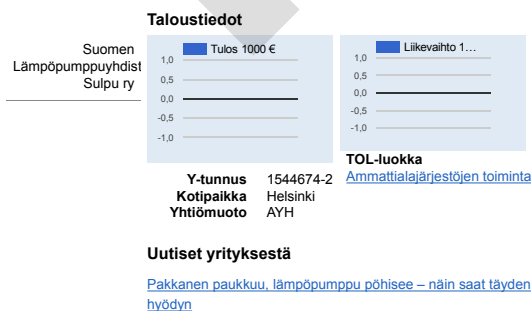 Taloustiedot
Suomen
Lämpöpumppuyhdist
Sulpu ry
Tulos 1000 €
1,0
0,5
0,0
-0,5
-1,0
Liikevaihto 1…
1,0
0,5
0,0
-0,5
-1,0
TOL-luokka
Ammattialajärjestöjen toiminta
Y-tunnus 1544674-2
Kotipaikka Helsinki
Yhtiömuoto AYH
Uutiset yrityksestä
Pakkanen paukkuu, lämpöpumppu pöhisee – näin saat täyden
hyödyn